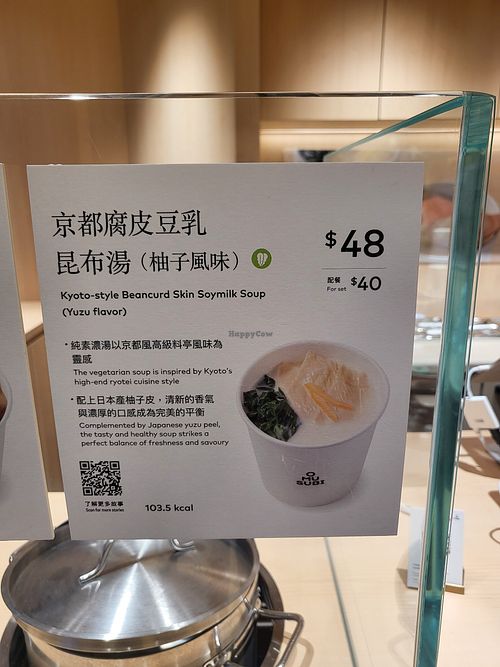 京都腐皮豆乳
昆布湯（柚子風味）
$48
配餐 $40
For set
Kyoto-style Beancurd Skin Soymilk Soup
(Yuzu flavor)
HappyCow
• 純素濃湯以京都風高級料亭風味為
靈感
The vegetarian soup is inspired by Kyoto's
high-end ryotei cuisine style
• 配上日本產柚子皮，清新的香氣
與濃厚的口感成為完美的平衡
Complemented by Japanese yuzu peel,
the tasty and healthy soup strikes a
perfect balance of freshness and savoury
O
MU
SUBI
了解更多故事
Scan for more stories
103.5 kcal